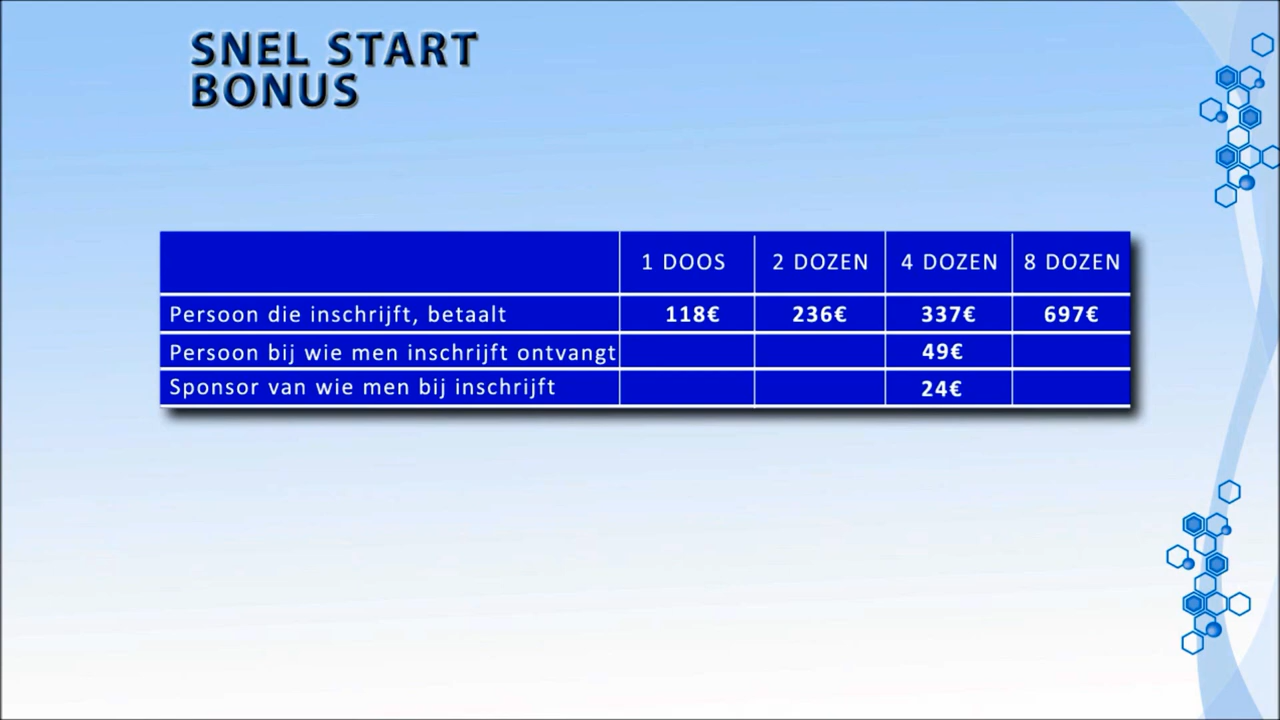 SNEL START
BONUS
1 DOOS 2 DOZEN 4 DOZEN 8 DOZEN
Persoon die inschrijft, betaalt 118€ 236€ 337€ 697€
Persoon bij wie men inschrijft ontvangt 49€
Sponsor van wie men bij inschrijft 24€